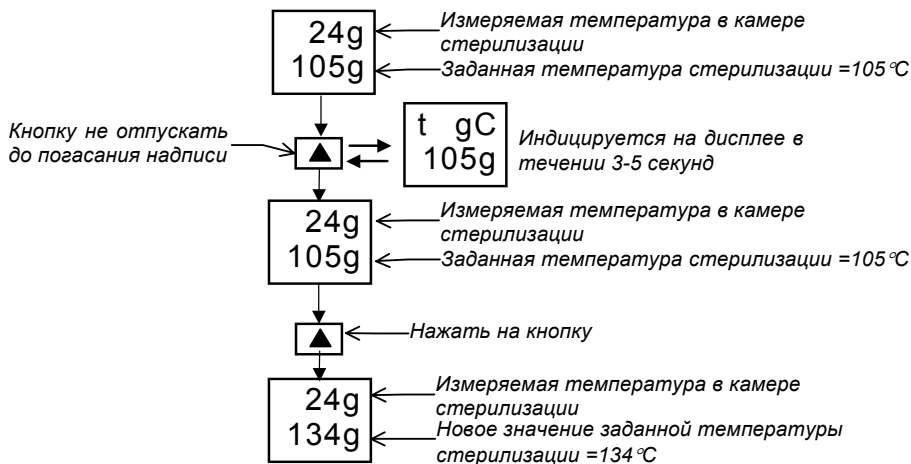 24g
105g
Измеряемая температура в камере
стерилизации
Заданная температура стерилизации =105°C
Кнопку не отпускать
до погасания надписи
t gC
105g
Индицируется на дисплее в
течении 3-5 секунд
24g
105g
Измеряемая температура в камере
стерилизации
Заданная температура стерилизации =105°C
Нажать на кнопку
24g
134g
Измеряемая температура в камере
стерилизации
Новое значение заданной температуры
стерилизации =134°C